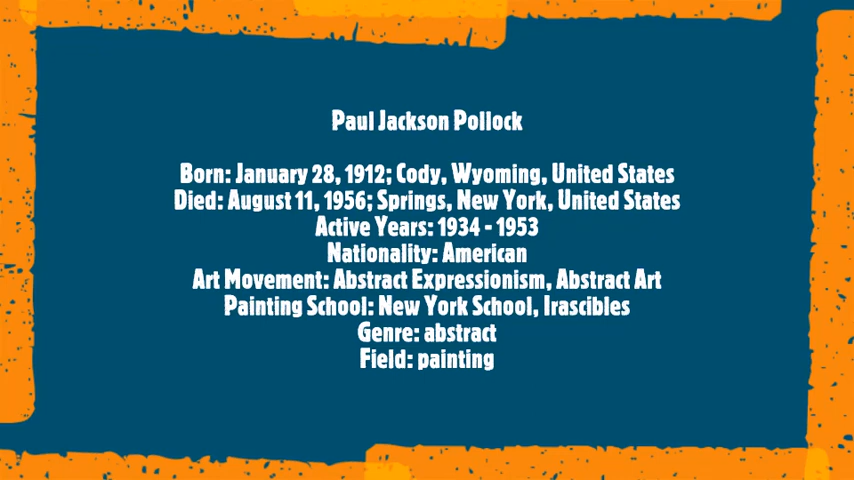 Paul Jackson Pollock
Born: January 28, 1912; Cody, Wyoming, United States
Died: August 11, 1956; Springs, New York, United States
Active Years: 1934 - 1953
Nationality: American
Art Movement: Abstract Expressionism, Abstract Art
Painting School: New York School, Irascibles
Genre: abstract
Field: painting